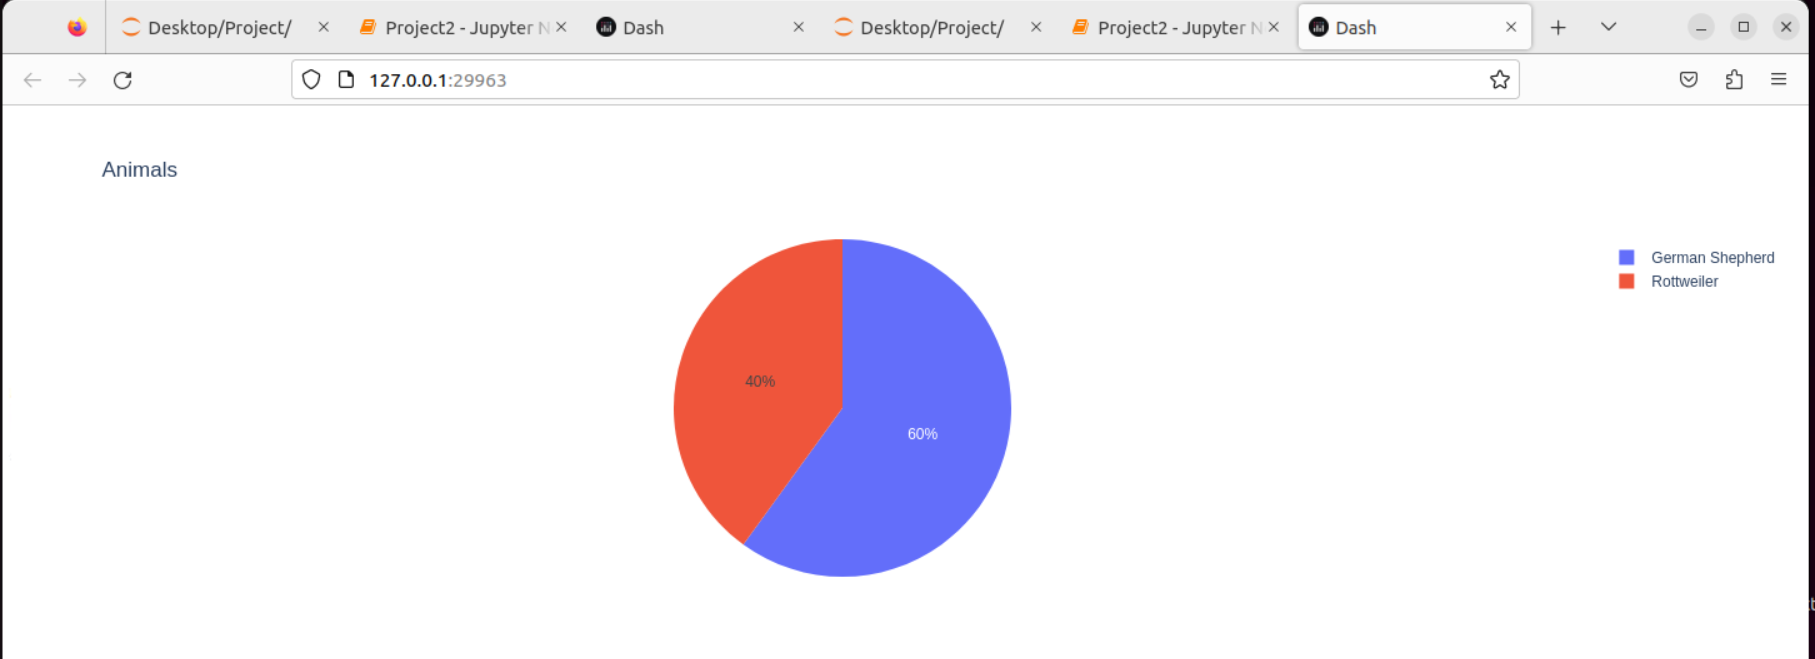 Desktop/Project/
Project2 - Jupyter N
Dash
Desktop/Project/
Project2 - Jupyter N
Dash
127.0.0.1:29963
Animals
German Shepherd
Rottweiler
40%
60%